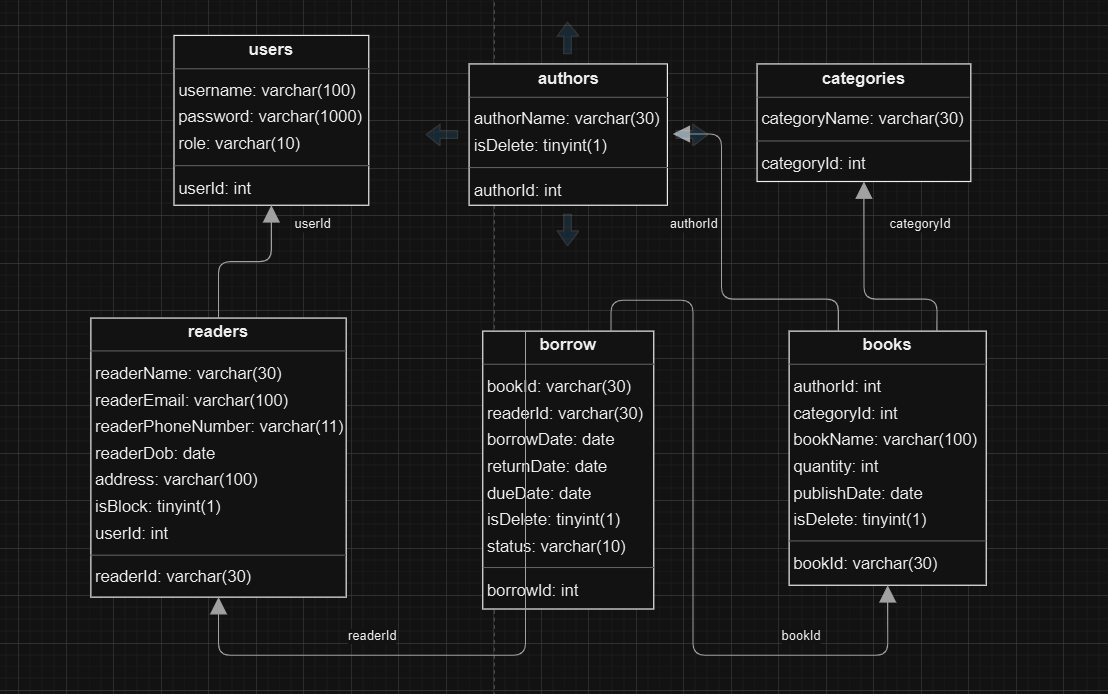 users
username: varchar(100)
password: varchar(1000)
role: varchar(10)
userId: int
authors
authorName: varchar(30)
isDelete: tinyint(1)
authorId: int
categories
categoryName: varchar(30)
categoryId: int
userId
authorId
categoryId
readers
readerName: varchar(30)
readerEmail: varchar(100)
readerPhoneNumber: varchar(11)
readerDob: date
address: varchar(100)
isBlock: tinyint(1)
userId: int
readerId: varchar(30)
borrow
bookId: varchar(30)
readerId: varchar(30)
borrowDate: date
returnDate: date
dueDate: date
isDelete: tinyint(1)
status: varchar(10)
borrowId: int
books
authorId: int
categoryId: int
bookName: varchar(100)
quantity: int
publishDate: date
isDelete: tinyint(1)
bookId: varchar(30)
readerId
bookId